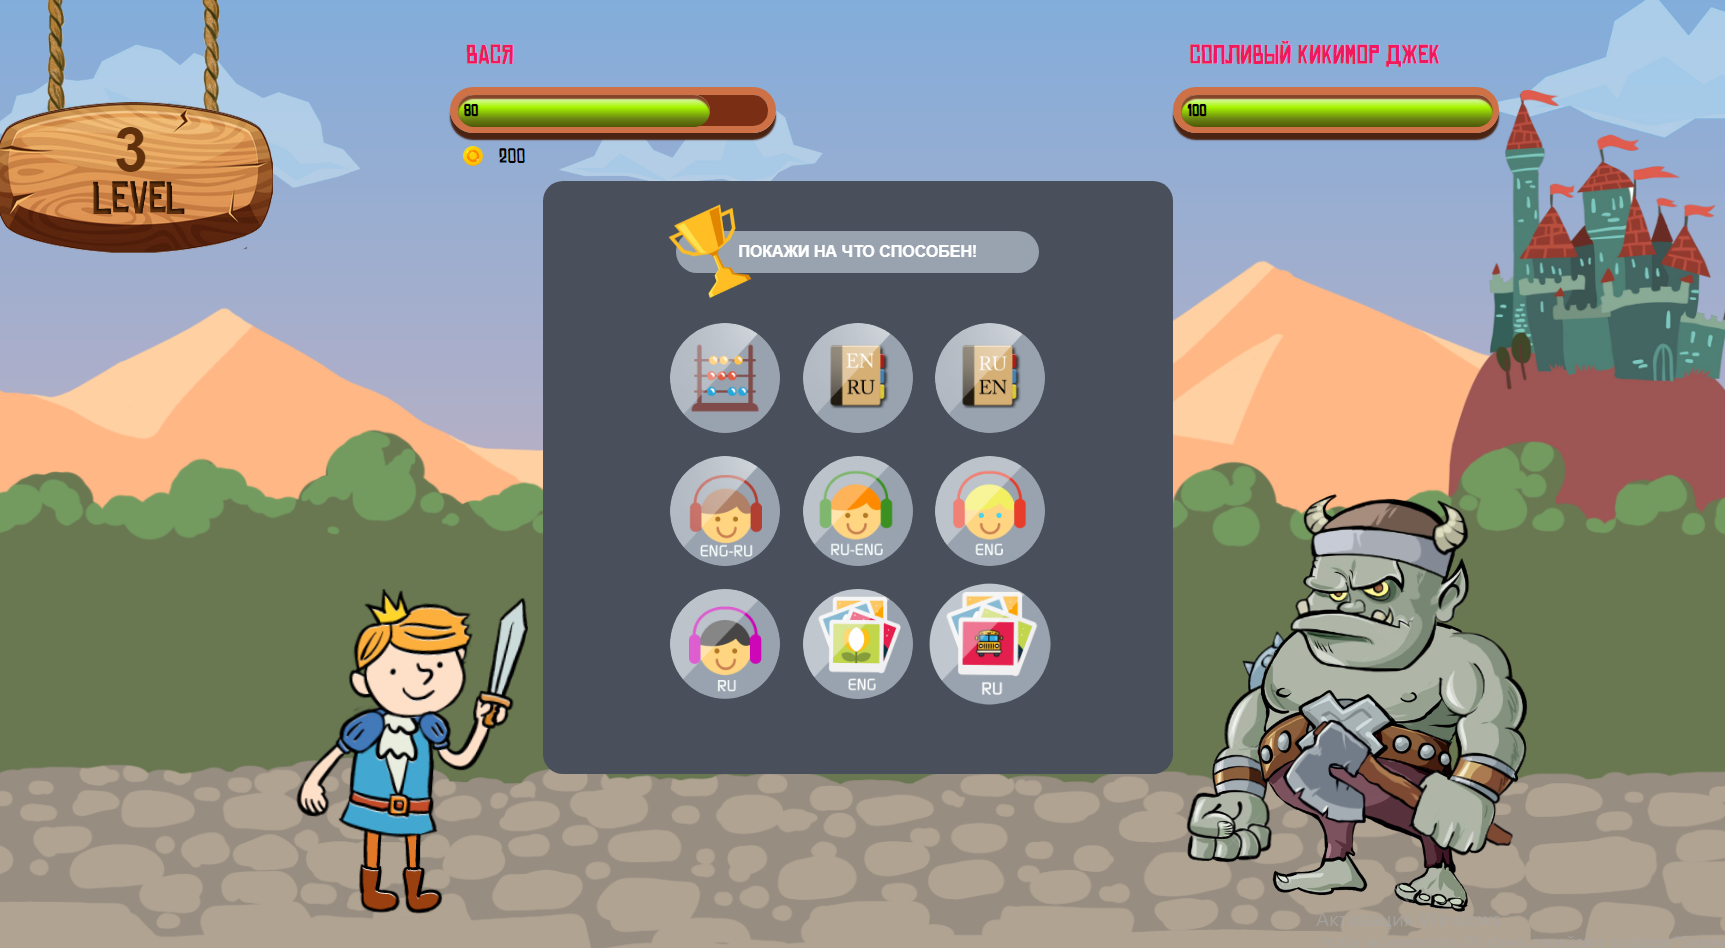 3
LEVEL
ВАСЯ
80
200
СОПЛИВЫЙ КИКИМОР ДЖЕК
100
ПОКАЖИ НА ЧТО СПОСОБЕН!
EN
RU
RU
EN
ENG-RU
RU-ENG
ENG
RU
ENG
RU